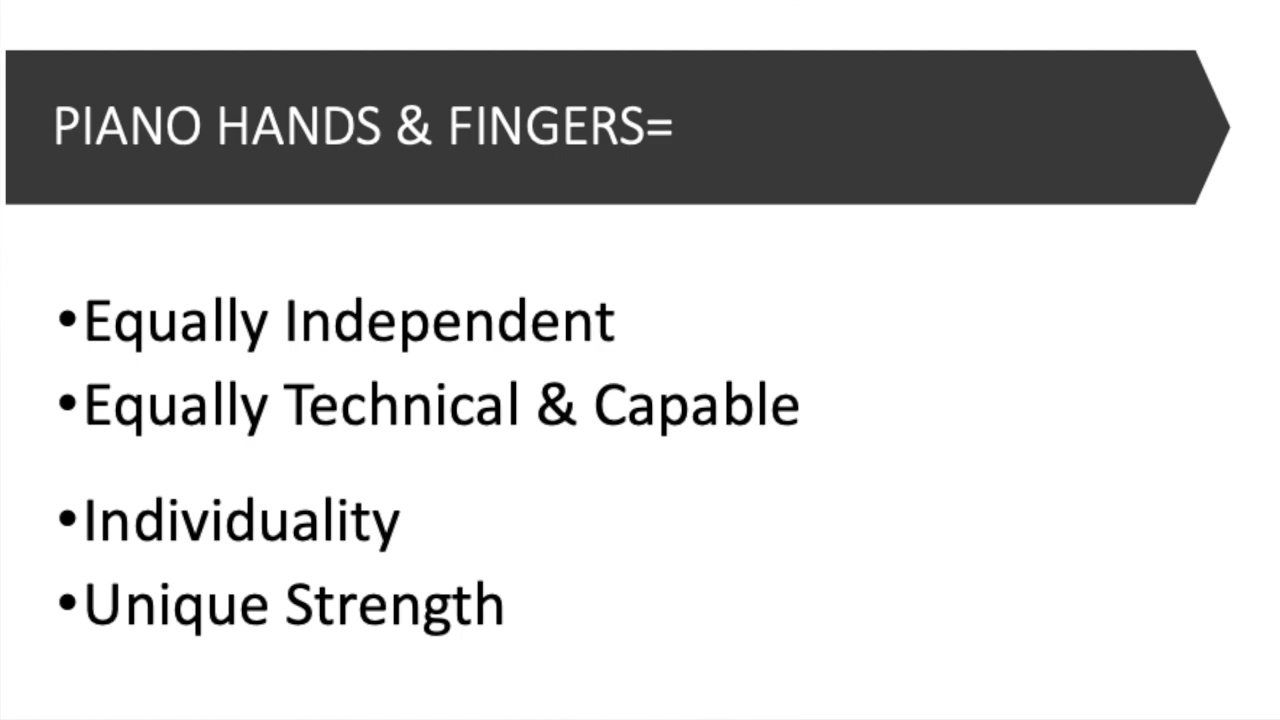 PIANO HANDS & FINGERS=
•Equally Independent
•Equally Technical & Capable
•Individuality
•Unique Strength